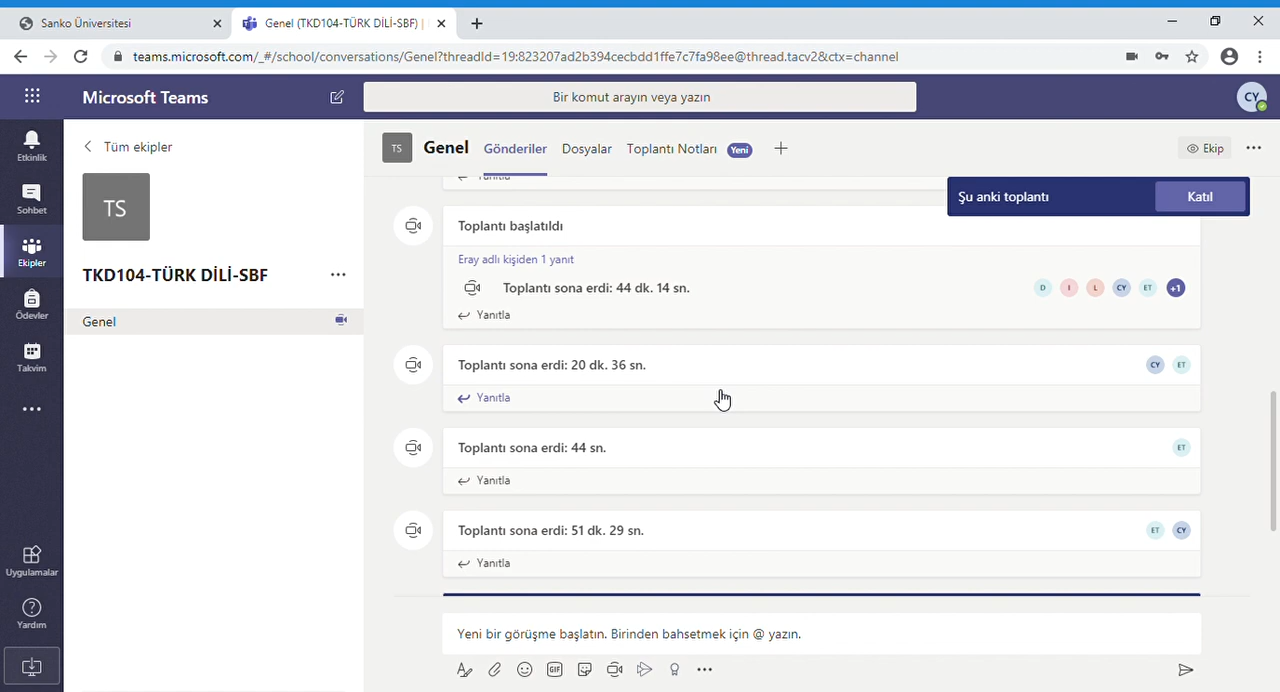 Sanko Üniversitesi
Genel (TKD104-TÜRK DİLİ-SBF) |
teams.microsoft.com/_#/school/conversations/Genel?threadId=19:823207ad2b394cecbdd1ffe7c7fa98ee@thread.tacv2&ctx=channel
Microsoft Teams
Bir komut arayın veya yazın
CY
Etkinlik
Sohbet
Ekipler
Ödevler
Takvim
Uygulamalar
Yardım
Tüm ekipler
TS
TKD104-TÜRK DİLİ-SBF
Genel
TS
Genel
Gönderiler
Dosyalar
Toplantı Notları
Yeni
Ekip
Yanıtla
Şu anki toplantı
Katıl
Toplantı başlatıldı
Eray adlı kişiden 1 yanıt
Toplantı sona erdi: 44 dk. 14 sn.
D I L CY ET +1
Yanıtla
Toplantı sona erdi: 20 dk. 36 sn.
CY ET
Yanıtla
Toplantı sona erdi: 44 sn.
ET
Yanıtla
Toplantı sona erdi: 51 dk. 29 sn.
ET CY
Yanıtla
Yeni bir görüşme başlatın. Birinden bahsetmek için @ yazın.
GIF